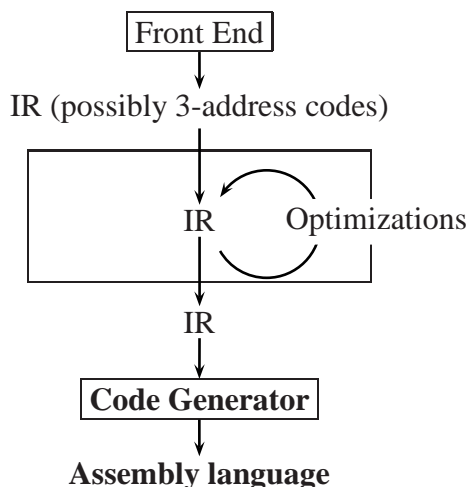 Front End
IR (possibly 3-address codes)
IR
Optimizations
IR
Code Generator
Assembly language